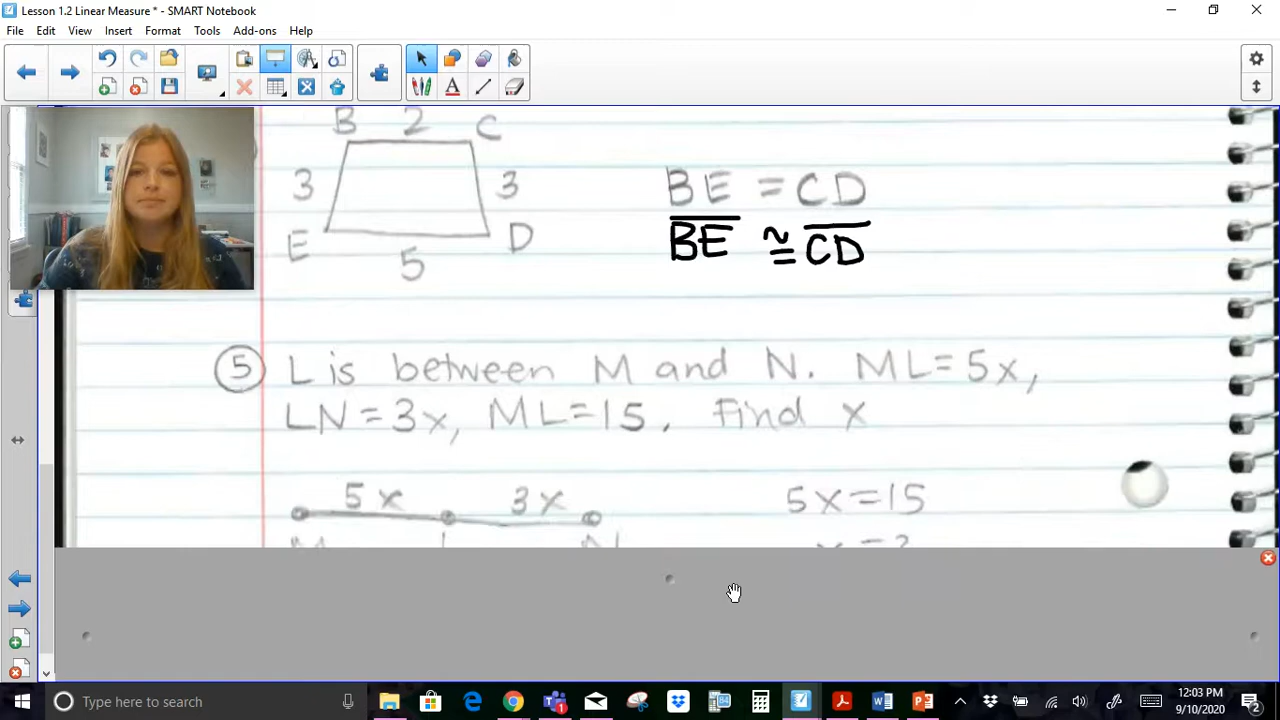 Lesson 1.2 Linear Measure * - SMART Notebook
File Edit View Insert Format Tools Add-ons Help
B 2 C
3 3
E D
5
BE = CD
BE ≅ CD
⑤ L is between M and N. ML=5x,
LN=3x, ML=15. Find x
5x 3x
5x=15
Type here to search
12:03 PM
9/10/2020
2